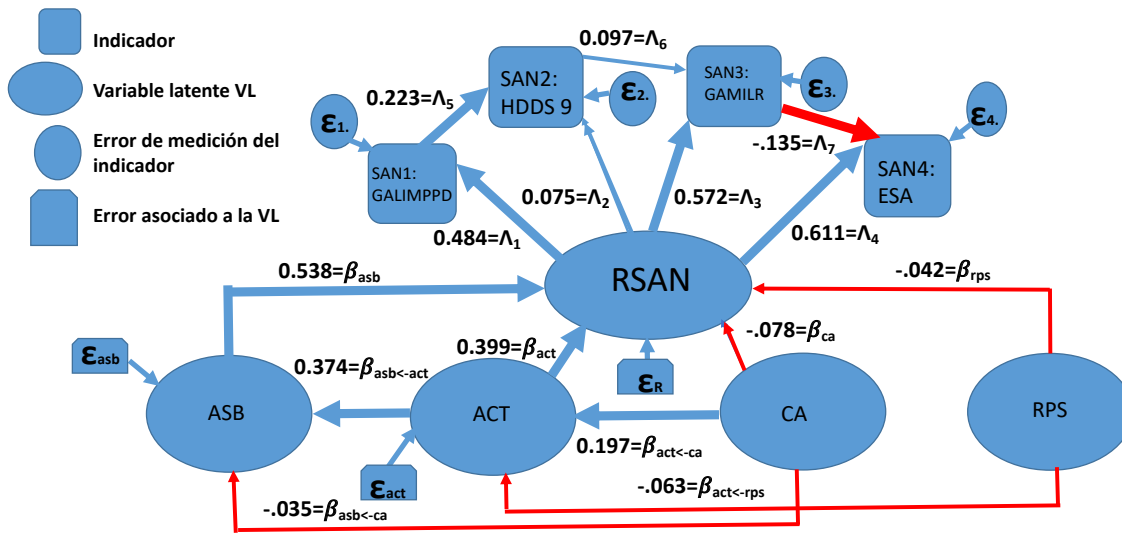 Indicador
Variable latente VL
Error de medición del
indicador
Error asociado a la VL
0.097=Λ6
SAN2:
HDDS 9
SAN3:
GAMILR
ε2.
ε3.
0.223=Λ5
ε1.
ε4.
-.135=Λ7
SAN1:
GALIMPPD
SAN4:
ESA
0.075=Λ2
0.572=Λ3
0.484=Λ1
0.611=Λ4
0.538=βasb
RSAN
-.042=βrps
-.078=βca
εasb
0.399=βact
0.374=βasb<-act
εR
ASB
ACT
CA
RPS
0.197=βact<-ca
εact
-.063=βact<-rps
-.035=βasb<-ca